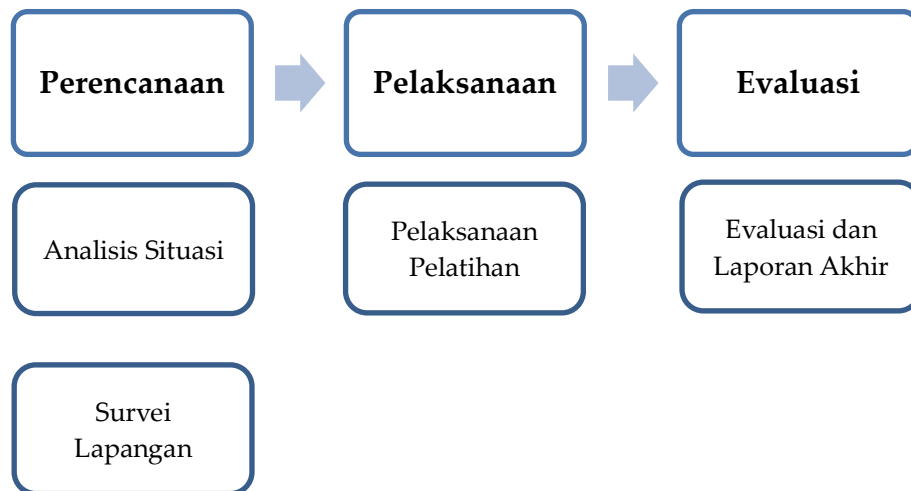 Perencanaan
Pelaksanaan
Evaluasi
Analisis Situasi
Pelaksanaan
Pelatihan
Evaluasi dan
Laporan Akhir
Survei
Lapangan